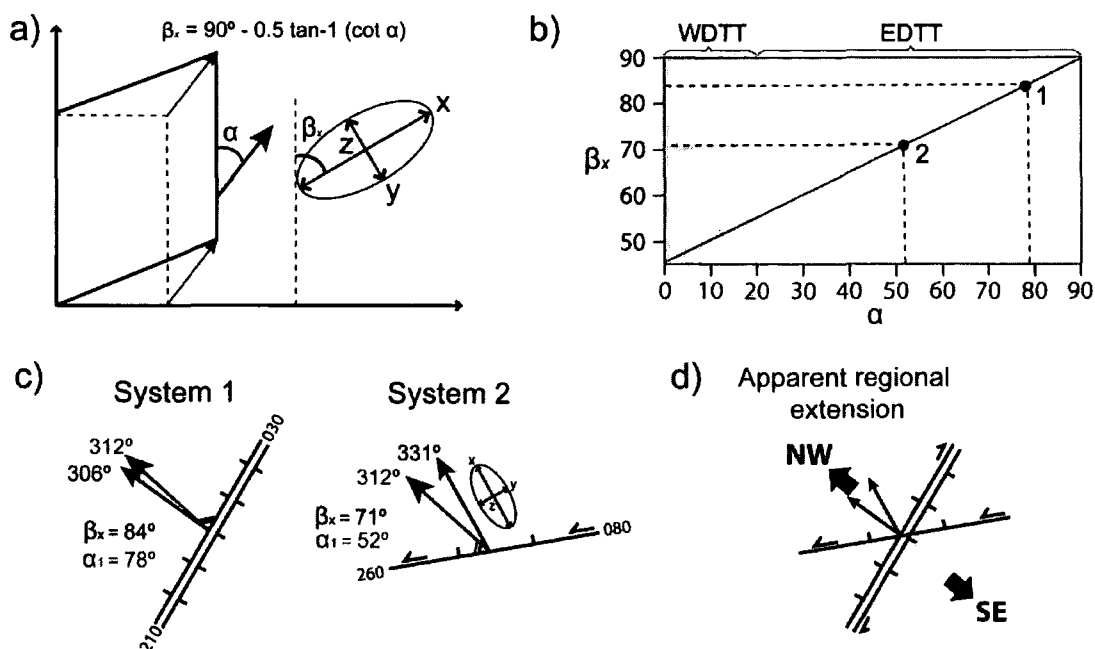 a)
βx = 90º - 0.5 tan-1 (cot α)
α
βx
x
z
y
b)
WDTT
EDTT
90
80
70
60
50
βx
1
2
0 10 20 30 40 50 60 70 80 90
α
c)
System 1
312º
306º
030
βx = 84º
α1 = 78º
210
System 2
331º
312º
x
y
z
βx = 71º
α1 = 52º
080
260
d)
Apparent regional
extension
NW
SE